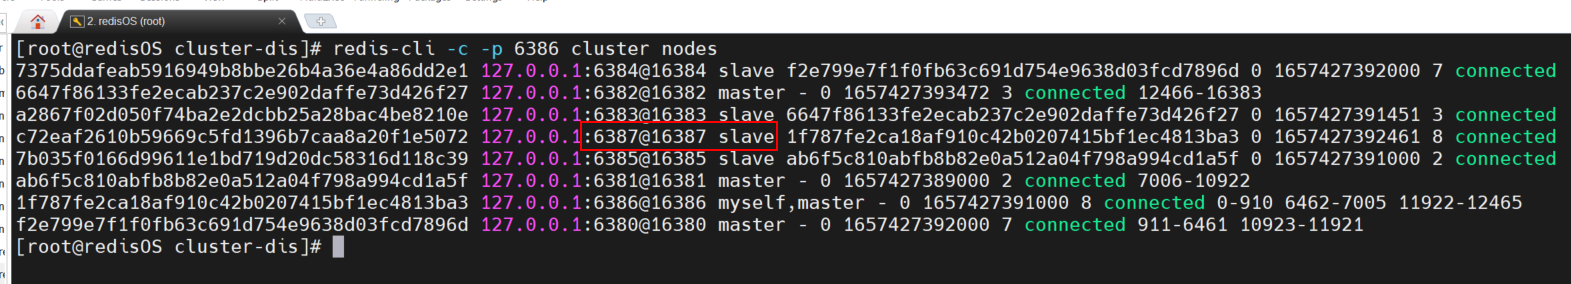 2. redisOS (root)
[root@redisOS cluster-dis]# redis-cli -c -p 6386 cluster nodes
7375ddafeab5916949b8bbe26b4a36e4a86dd2e1 127.0.0.1:6384@16384 slave f2e799e7f1f0fb63c691d754e9638d03fcd7896d 0 1657427392000 7 connected
6647f86133fe2ecab237c2e902daffe73d426f27 127.0.0.1:6382@16382 master - 0 1657427393472 3 connected 12466-16383
a2867f02d050f74ba2e2dcbb25a28bac4be8210e 127.0.0.1:6383@16383 slave 6647f86133fe2ecab237c2e902daffe73d426f27 0 1657427391451 3 connected
c72eaf2610b59669c5fd1396b7caa8a20f1e5072 127.0.0.1:6387@16387 slave 1f787fe2ca18af910c42b0207415bf1ec4813ba3 0 1657427392461 8 connected
7b035f0166d99611e1bd719d20dc58316d118c39 127.0.0.1:6385@16385 slave ab6f5c810abfb8b82e0a512a04f798a994cd1a5f 0 1657427391000 2 connected
ab6f5c810abfb8b82e0a512a04f798a994cd1a5f 127.0.0.1:6381@16381 master - 0 1657427389000 2 connected 7006-10922
1f787fe2ca18af910c42b0207415bf1ec4813ba3 127.0.0.1:6386@16386 myself,master - 0 1657427391000 8 connected 0-910 6462-7005 11922-12465
f2e799e7f1f0fb63c691d754e9638d03fcd7896d 127.0.0.1:6380@16380 master - 0 1657427392000 7 connected 911-6461 10923-11921
[root@redisOS cluster-dis]#